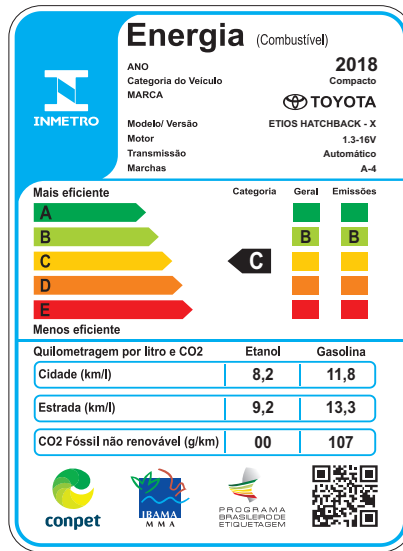 Energia (Combustível)
ANO 2018
Categoria do Veículo Compacto
MARCA TOYOTA
INMETRO
Modelo/ Versão ETIOS HATCHBACK - X
Motor 1.3-16V
Transmissão Automático
Marchas A-4
Mais eficiente Categoria Geral Emissões
A
B B B
C C
D
E
Menos eficiente
Quilometragem por litro e CO2 Etanol Gasolina
Cidade (km/l) 8,2 11,8
Estrada (km/l) 9,2 13,3
CO2 Fóssil não renovável (g/km) 00 107
conpet
IBAMA
M M A
PROGRAMA
BRASILEIRO DE
ETIQUETAGEM